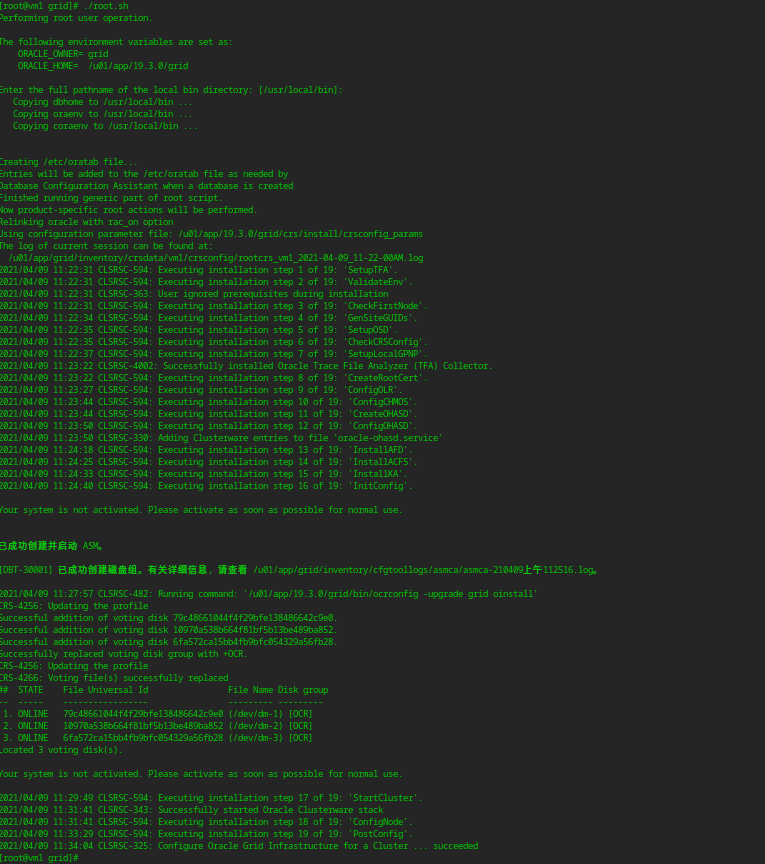 [root@vm1 grid]# ./root.sh
Performing root user operation.
The following environment variables are set as:
ORACLE_OWNER= grid
ORACLE_HOME=  /u01/app/19.3.0/grid
Enter the full pathname of the local bin directory: [/usr/local/bin]:
Copying dbhome to /usr/local/bin ...
Copying oraenv to /usr/local/bin ...
Copying coraenv to /usr/local/bin ...
Creating /etc/oratab file...
Entries will be added to the /etc/oratab file as needed by
Database Configuration Assistant when a database is created
Finished running generic part of root script.
Now product-specific root actions will be performed.
Relinking oracle with rac_on option
Using configuration parameter file: /u01/app/19.3.0/grid/crs/install/crsconfig_params
The log of current session can be found at:
/u01/app/grid/inventory/crsdata/vm1/crsconfig/rootcrs_vm1_2021-04-09_11-22-00AM.log
2021/04/09 11:22:31 CLSRSC-594: Executing installation step 1 of 19: 'SetupTFA'.
2021/04/09 11:22:31 CLSRSC-594: Executing installation step 2 of 19: 'ValidateEnv'.
2021/04/09 11:22:31 CLSRSC-363: User ignored prerequisites during installation
2021/04/09 11:22:31 CLSRSC-594: Executing installation step 3 of 19: 'CheckFirstNode'.
2021/04/09 11:22:34 CLSRSC-594: Executing installation step 4 of 19: 'GenSiteGUIDs'.
2021/04/09 11:22:35 CLSRSC-594: Executing installation step 5 of 19: 'SetupOSD'.
2021/04/09 11:22:35 CLSRSC-594: Executing installation step 6 of 19: 'CheckCRSConfig'.
2021/04/09 11:22:37 CLSRSC-594: Executing installation step 7 of 19: 'SetupLocalGPNP'.
2021/04/09 11:23:22 CLSRSC-4002: Successfully installed Oracle Trace File Analyzer (TFA) Collector.
2021/04/09 11:23:22 CLSRSC-594: Executing installation step 8 of 19: 'CreateRootCert'.
2021/04/09 11:23:27 CLSRSC-594: Executing installation step 9 of 19: 'ConfigOLR'.
2021/04/09 11:23:44 CLSRSC-594: Executing installation step 10 of 19: 'ConfigCHMOS'.
2021/04/09 11:23:44 CLSRSC-594: Executing installation step 11 of 19: 'CreateOHASD'.
2021/04/09 11:23:50 CLSRSC-594: Executing installation step 12 of 19: 'ConfigOHASD'.
2021/04/09 11:23:50 CLSRSC-330: Adding Clusterware entries to file 'oracle-ohasd.service'
2021/04/09 11:24:18 CLSRSC-594: Executing installation step 13 of 19: 'InstallAFD'.
2021/04/09 11:24:25 CLSRSC-594: Executing installation step 14 of 19: 'InstallACFS'.
2021/04/09 11:24:33 CLSRSC-594: Executing installation step 15 of 19: 'InstallKA'.
2021/04/09 11:24:40 CLSRSC-594: Executing installation step 16 of 19: 'InitConfig'.
Your system is not activated. Please activate as soon as possible for normal use.
已成功创建并启动 ASM。
[DBT-30001] 已成功创建磁盘组。有关详细信息, 请查看 /u01/app/grid/inventory/cfgtoollogs/asmca/asmca-210409上午112516.log。
2021/04/09 11:27:57 CLSRSC-482: Running command: '/u01/app/19.3.0/grid/bin/ocrconfig -upgrade grid oinstall'
CRS-4256: Updating the profile
Successful addition of voting disk 79c48661044f4f29bfe138486642c9e0.
Successful addition of voting disk 10970a538b664f81bf5b13be489ba852.
Successful addition of voting disk 6fa572ca15bb4fb9bfc054329a56fb28.
Successfully replaced voting disk group with +OCR.
CRS-4256: Updating the profile
CRS-4266: Voting file(s) successfully replaced
##  STATE    File Universal Id                File Name Disk group
--  -----    -----------------                --------- ---------
1. ONLINE   79c48661044f4f29bfe138486642c9e0 (/dev/dm-1) [OCR]
2. ONLINE   10970a538b664f81bf5b13be489ba852 (/dev/dm-2) [OCR]
3. ONLINE   6fa572ca15bb4fb9bfc054329a56fb28 (/dev/dm-3) [OCR]
Located 3 voting disk(s).
Your system is not activated. Please activate as soon as possible for normal use.
2021/04/09 11:29:49 CLSRSC-594: Executing installation step 17 of 19: 'StartCluster'.
2021/04/09 11:31:41 CLSRSC-343: Successfully started Oracle Clusterware stack
2021/04/09 11:31:41 CLSRSC-594: Executing installation step 18 of 19: 'ConfigNode'.
2021/04/09 11:33:29 CLSRSC-594: Executing installation step 19 of 19: 'PostConfig'.
2021/04/09 11:34:04 CLSRSC-325: Configure Oracle Grid Infrastructure for a Cluster ... succeeded
[root@vm1 grid]#